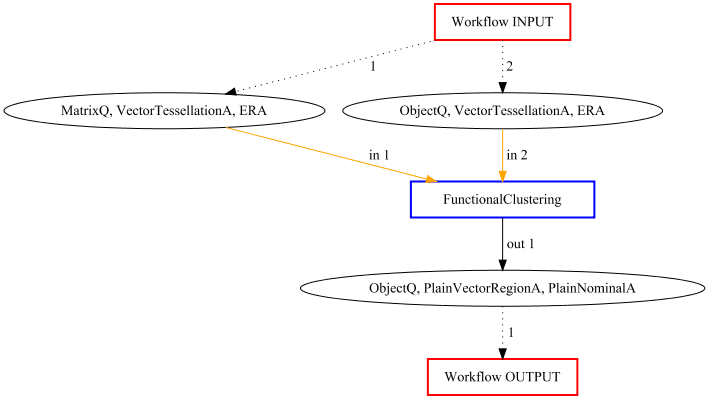 Workflow INPUT
1
2
MatrixQ, VectorTessellationA, ERA
ObjectQ, VectorTessellationA, ERA
in 1
in 2
FunctionalClustering
out 1
ObjectQ, PlainVectorRegionA, PlainNominalA
1
Workflow OUTPUT